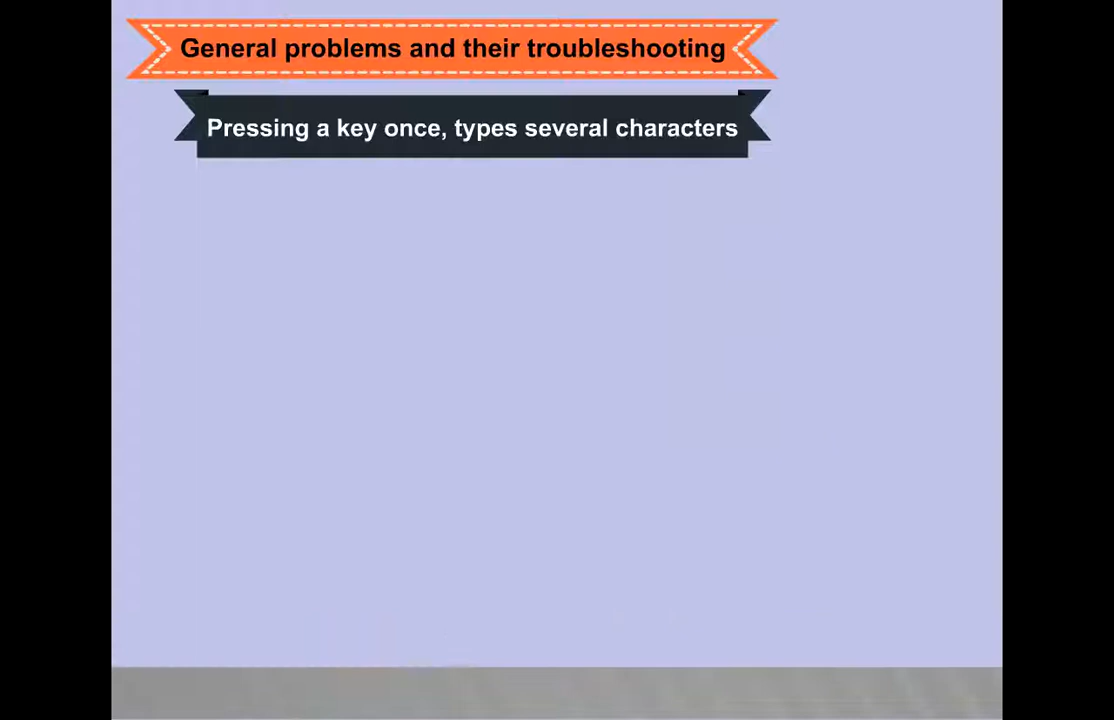 General problems and their troubleshooting
Pressing a key once, types several characters